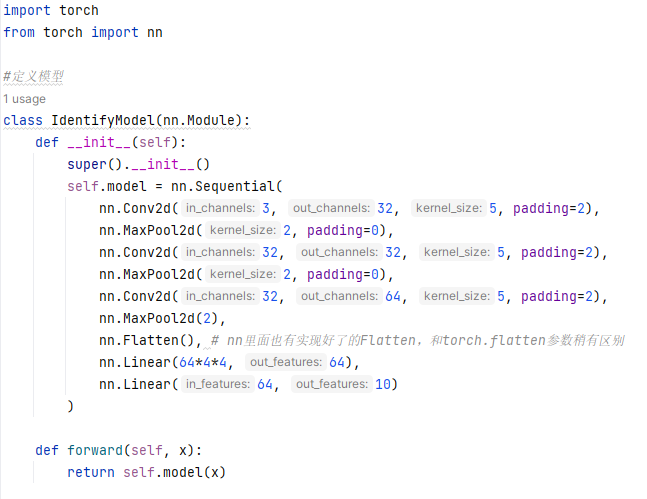 import torch
from torch import nn
#定义模型
1 usage
class IdentifyModel(nn.Module):
def __init__(self):
super().__init__()
self.model = nn.Sequential(
nn.Conv2d( in_channels: 3, out_channels: 32, kernel_size: 5, padding=2),
nn.MaxPool2d( kernel_size: 2, padding=0),
nn.Conv2d( in_channels: 32, out_channels: 32, kernel_size: 5, padding=2),
nn.MaxPool2d( kernel_size: 2, padding=0),
nn.Conv2d( in_channels: 32, out_channels: 64, kernel_size: 5, padding=2),
nn.MaxPool2d(2),
nn.Flatten(), # nn里面也有实现好了的Flatten，和torch.flatten参数稍有区别
nn.Linear(64*4*4, out_features: 64),
nn.Linear( in_features: 64, out_features: 10)
)
def forward(self, x):
return self.model(x)